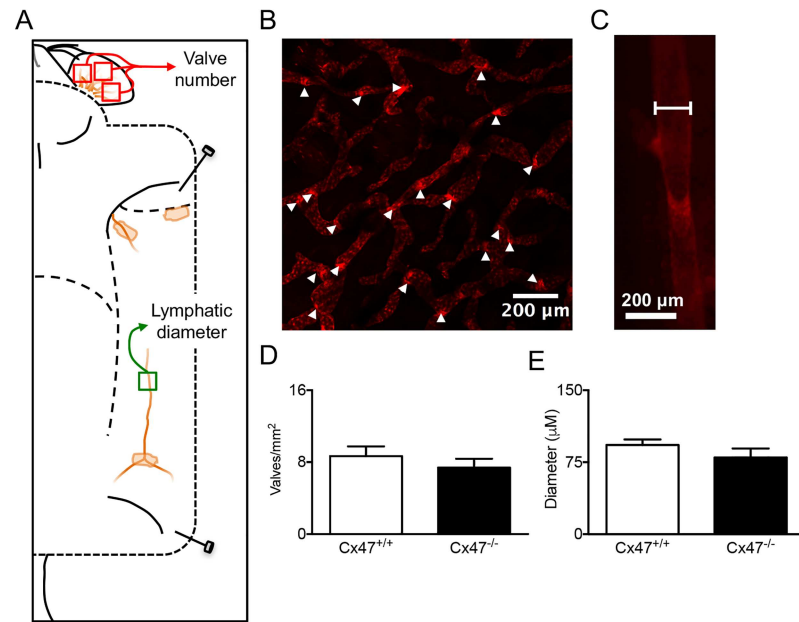 A
Valve
number
Lymphatic
diameter
B
200 µm
C
200 µm
D
Valves/mm²
16
8
0
Cx47⁺/⁺
Cx47⁻/⁻
E
Diameter (µM)
150
75
0
Cx47⁺/⁺
Cx47⁻/⁻